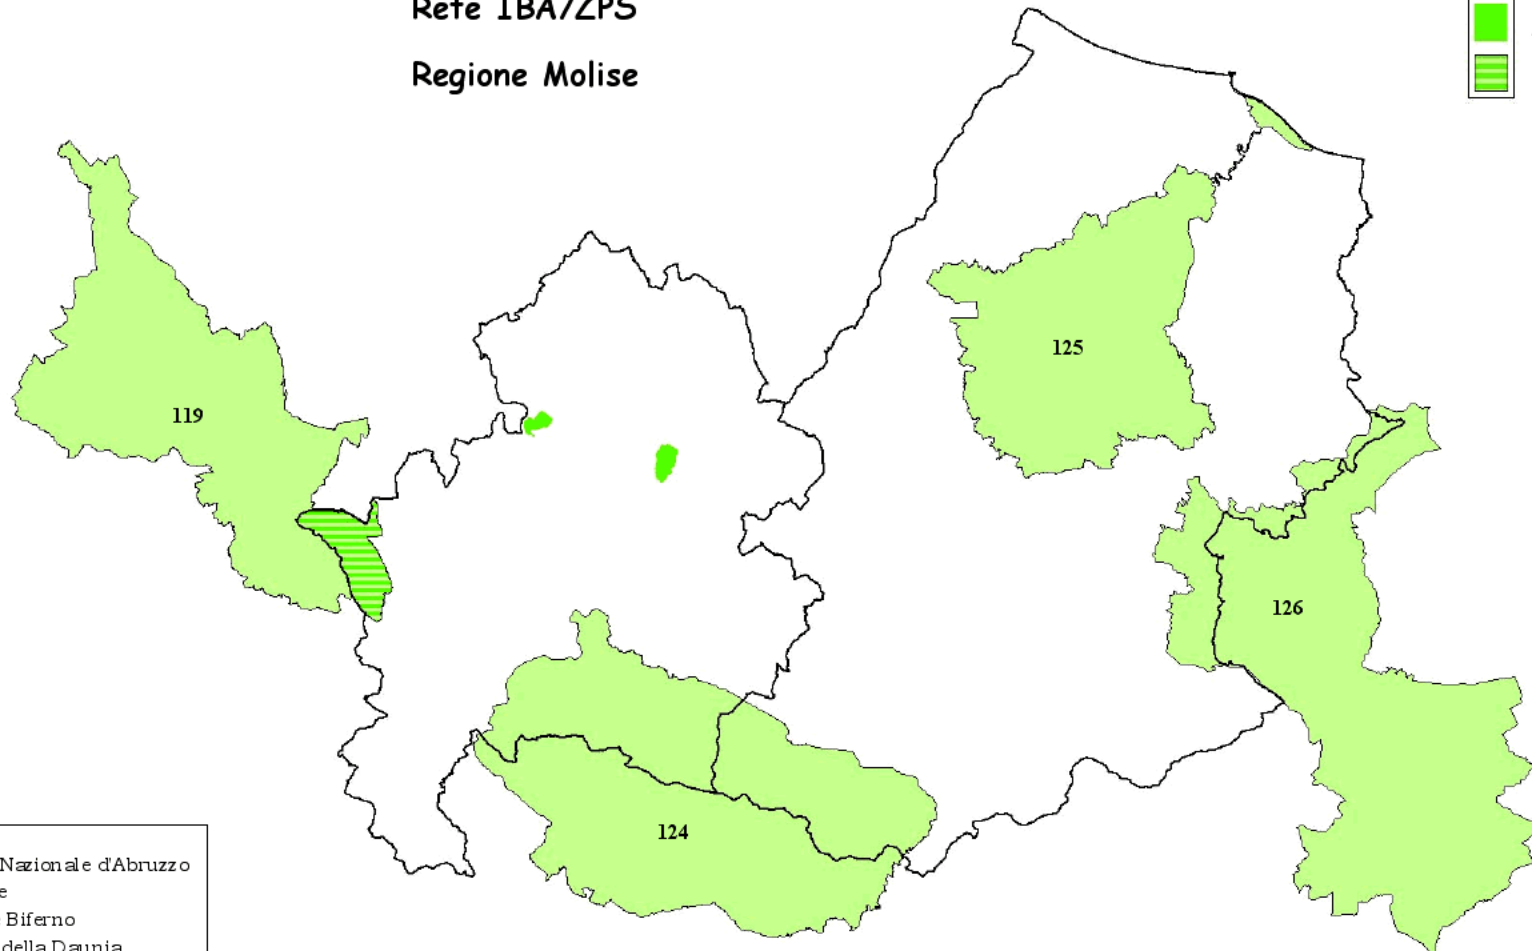 Rete IBA/ZPS
Regione Molise
125
119
126
124
Nazionale d'Abruzzo
e
Biferno
della Daunia